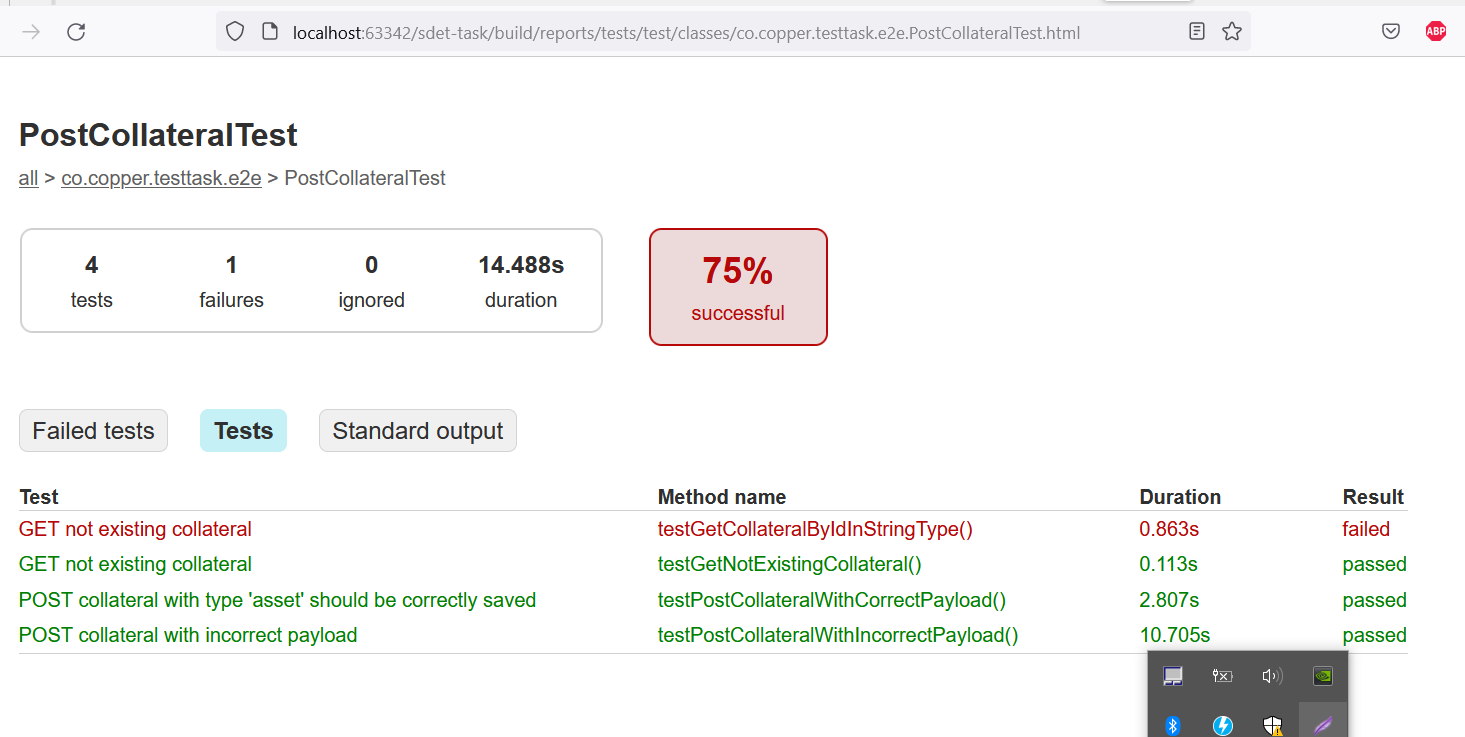 localhost:63342/sdet-task/build/reports/tests/test/classes/co.copper.testtask.e2e.PostCollateralTest.html
ABP
PostCollateralTest
all > co.copper.testtask.e2e > PostCollateralTest
4 1 0 14.488s
tests failures ignored duration
75%
successful
Failed tests Tests Standard output
Test Method name Duration Result
GET not existing collateral testGetCollateralByIdInStringType() 0.863s failed
GET not existing collateral testGetNotExistingCollateral() 0.113s passed
POST collateral with type 'asset' should be correctly saved testPostCollateralWithCorrectPayload() 2.807s passed
POST collateral with incorrect payload testPostCollateralWithIncorrectPayload() 10.705s passed